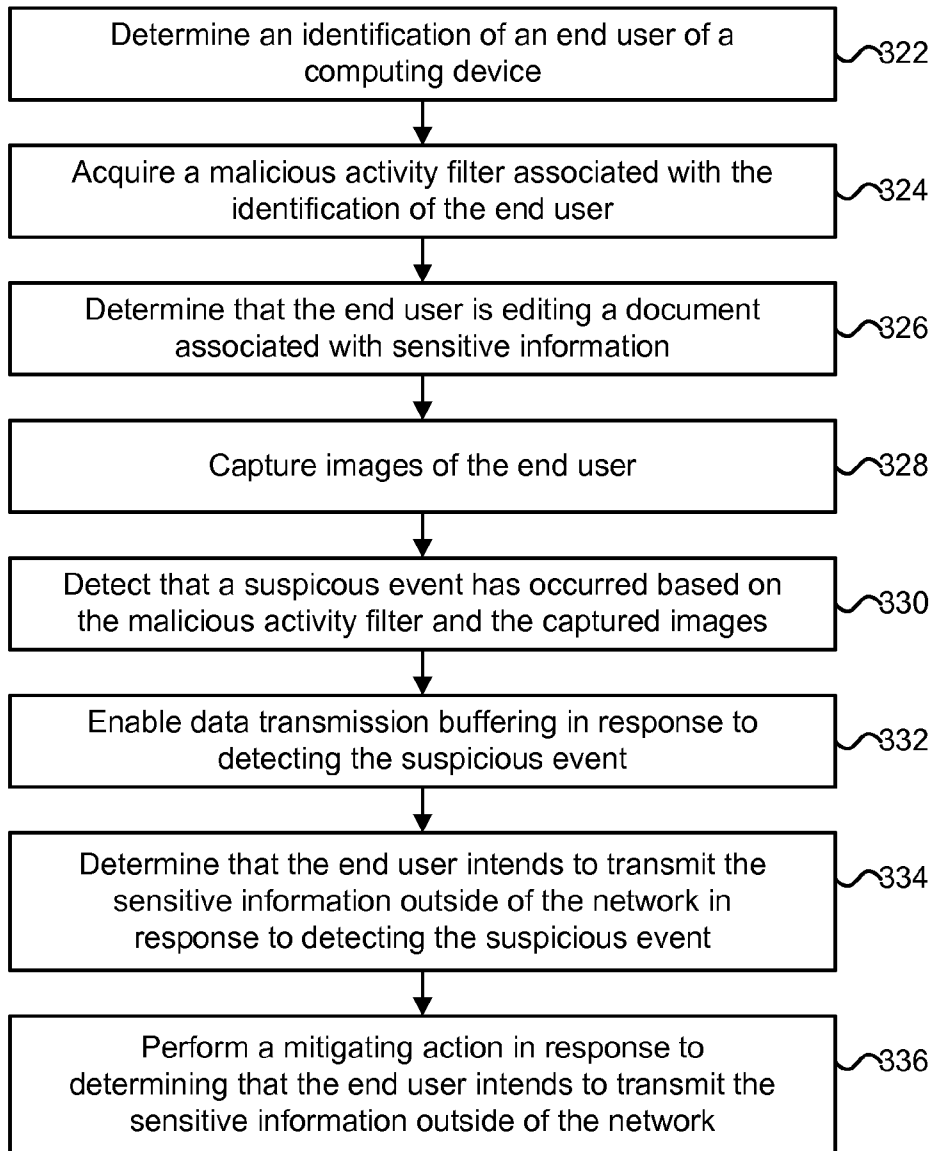 Determine an identification of an end user of a
computing device
322
Acquire a malicious activity filter associated with the
identification of the end user
324
Determine that the end user is editing a document
associated with sensitive information
326
Capture images of the end user
328
Detect that a suspicous event has occurred based on
the malicious activity filter and the captured images
330
Enable data transmission buffering in response to
detecting the suspicious event
332
Determine that the end user intends to transmit the
sensitive information outside of the network in
response to detecting the suspicious event
334
Perform a mitigating action in response to
determining that the end user intends to transmit the
sensitive information outside of the network
336